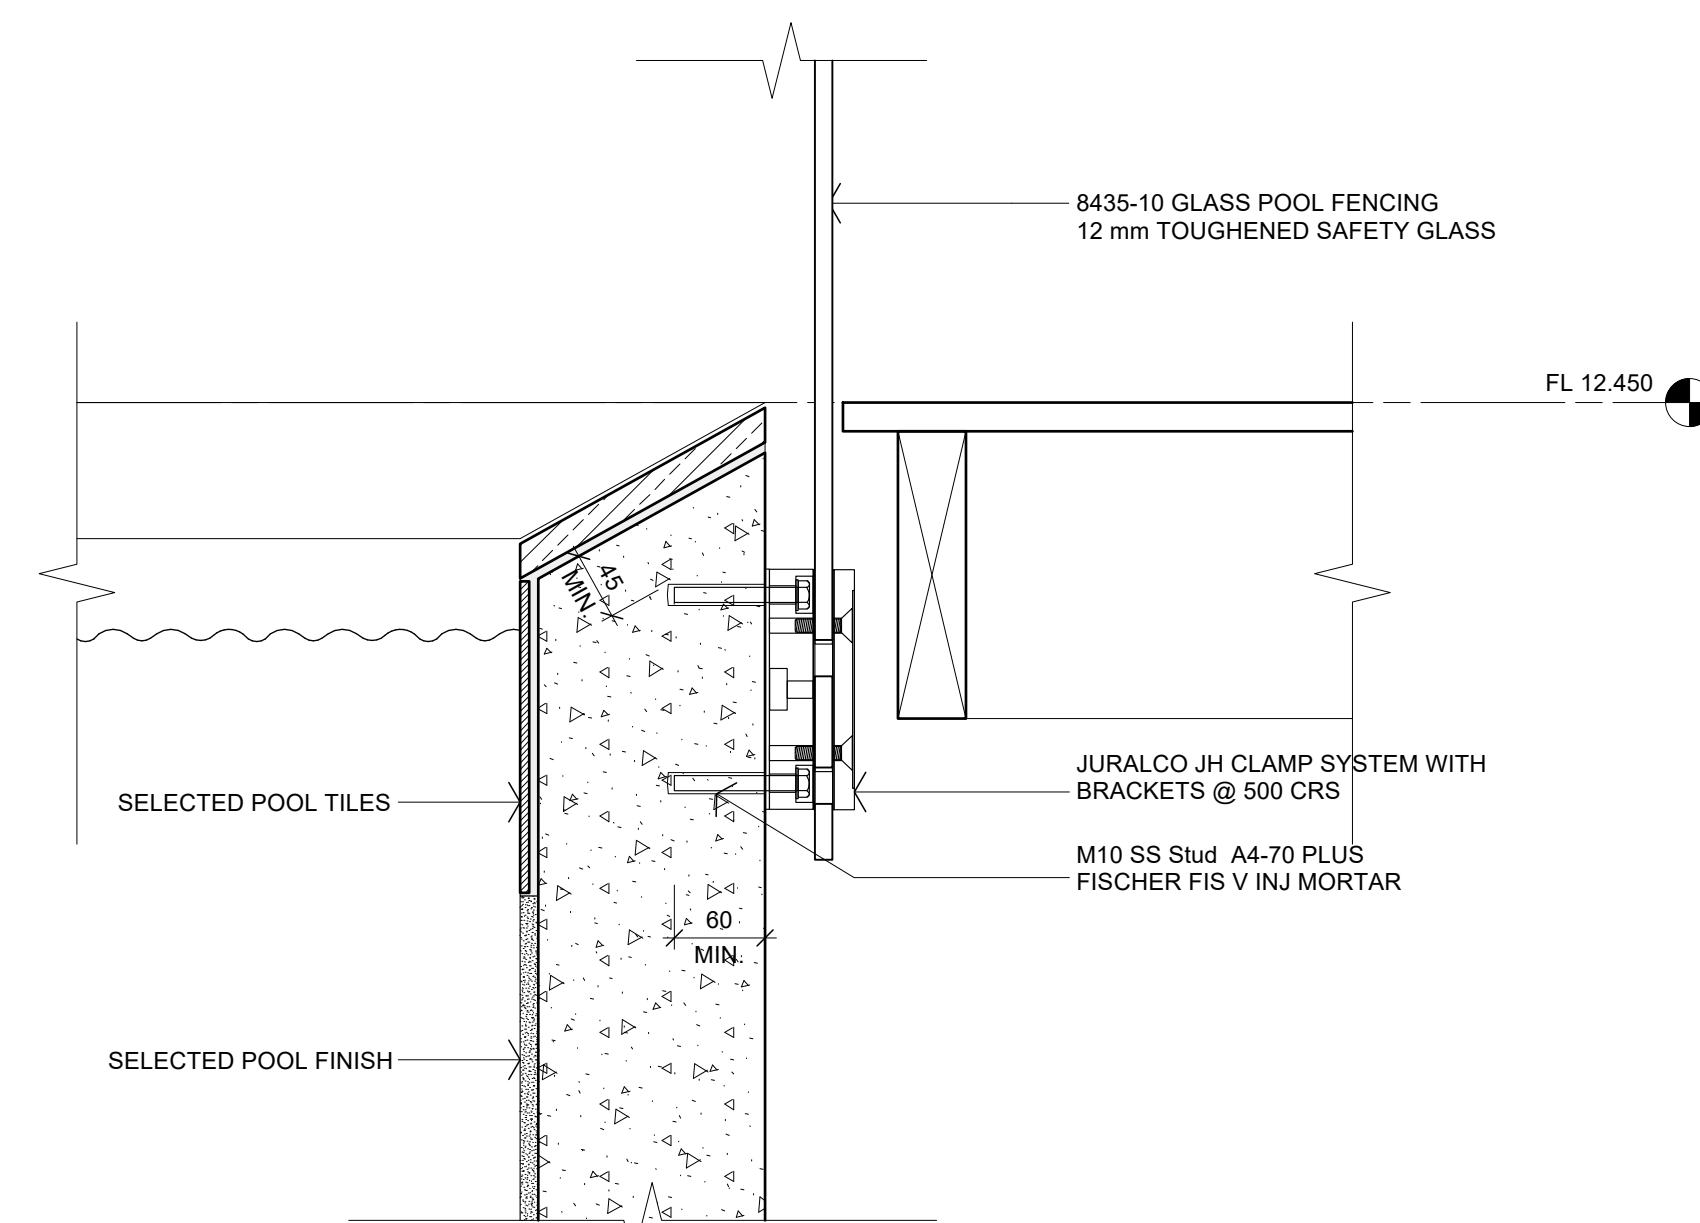 8435-10 GLASS POOL FENCING
12 mm TOUGHENED SAFETY GLASS
FL 12.450
45
MIN.
JURALCO JH CLAMP SYSTEM WITH
BRACKETS @ 500 CRS
SELECTED POOL TILES
M10 SS Stud A4-70 PLUS
FISCHER FIS V INJ MORTAR
60
MIN.
SELECTED POOL FINISH